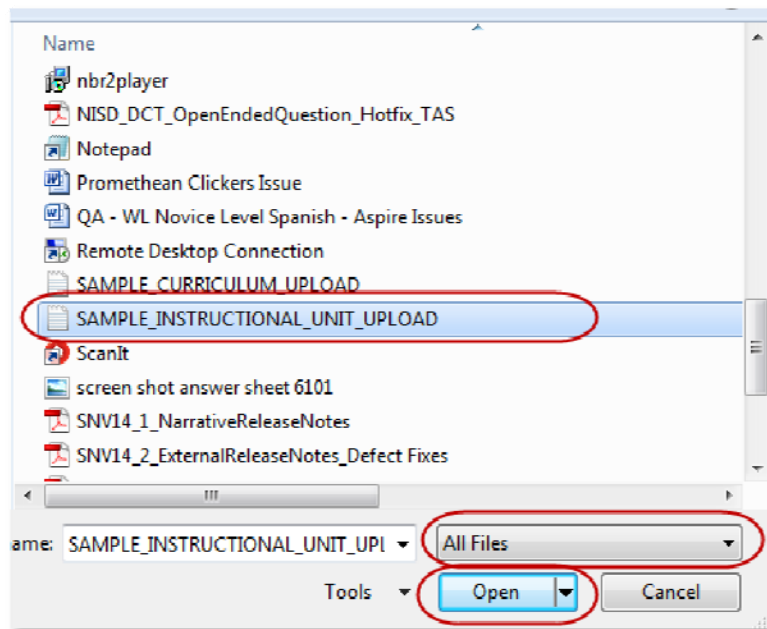 Name
nbr2player
NISD_DCT_OpenEndedQuestion_Hotfix_TAS
Notepad
Promethean Clickers Issue
QA - WL Novice Level Spanish - Aspire Issues
Remote Desktop Connection
SAMPLE_CURRICULUM_UPLOAD
SAMPLE_INSTRUCTIONAL_UNIT_UPLOAD
ScanIt
screen shot answer sheet 6101
SNV14_1_NarrativeReleaseNotes
SNV14_2_ExternalReleaseNotes_Defect Fixes
ame: SAMPLE_INSTRUCTIONAL_UNIT_UPL All Files
Tools Open Cancel